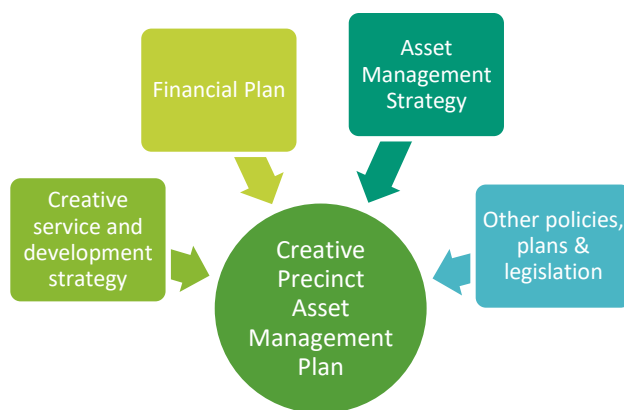 Financial Plan
Asset
Management
Strategy
Creative
service and
development
strategy
Creative
Precinct
Asset
Management
Plan
Other policies,
plans &
legislation